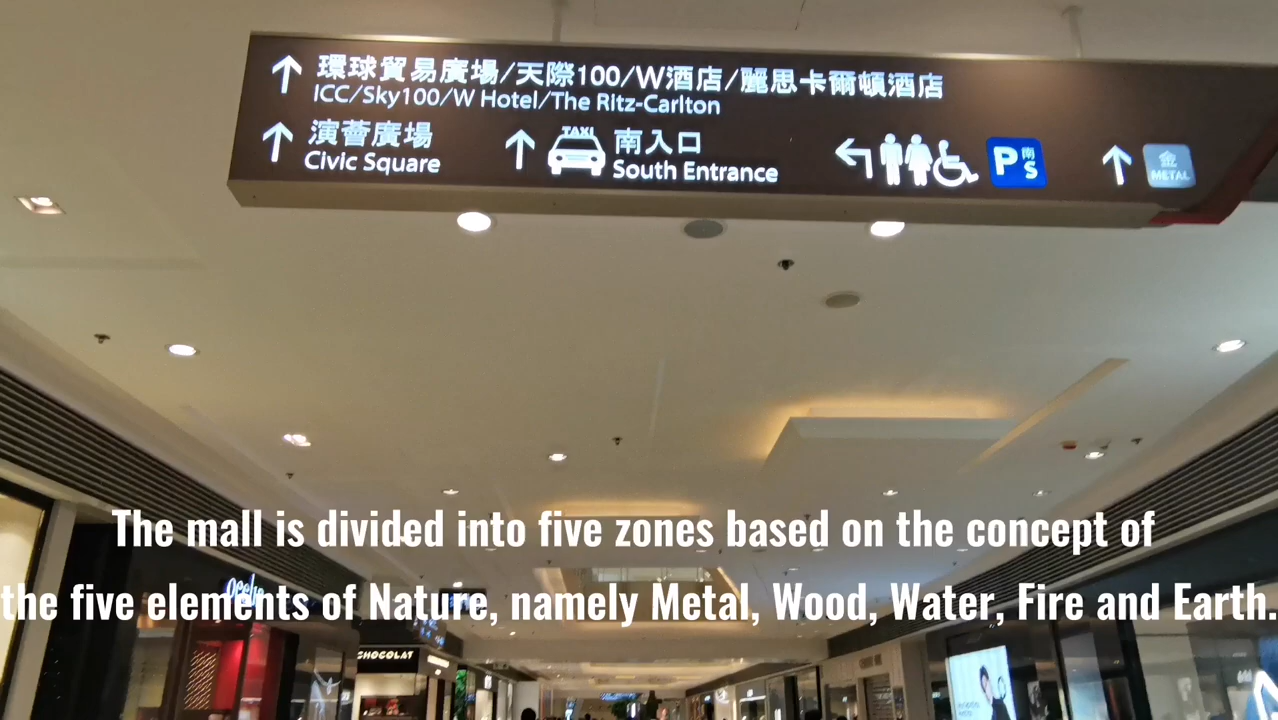 環球貿易廣場/天際100/W酒店/麗思卡爾頓酒店
ICC/Sky100/W Hotel/The Ritz-Carlton
演薈廣場
Civic Square
TAXI
南入口
South Entrance
P南S
金
METAL
The mall is divided into five zones based on the concept of
the five elements of Nature, namely Metal, Wood, Water, Fire and Earth.
CHOCOLAT